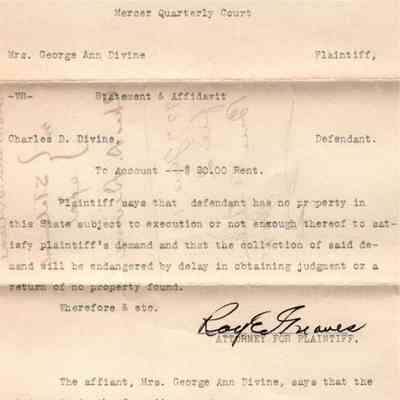 Mercer Quarterly Court
Mrs. George Ann Divine Plaintiff,
-VS- Statement & Affidavit
Charles D. Divine, Defendant.
To Account ---$ 20.00 Rent.
Plaintiff says that defendant has no property in
this State subject to execution or not enough thereof to sat-
isfy plaintiff's demand and that the collection of said de-
mand will be endangered by delay in obtaining judgment or a
return of no property found.
Wherefore & etc.
Roy E. Greaves
ATTORNEY FOR PLAINTIFF.
The affiant, Mrs. George Ann Divine, says that the